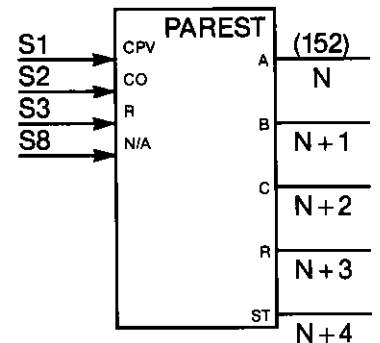 PAREST
S1 CPV
S2 CO
S3 R
S8 N/A
A (152)
N
B
N+1
C
N+2
R
N+3
ST
N+4